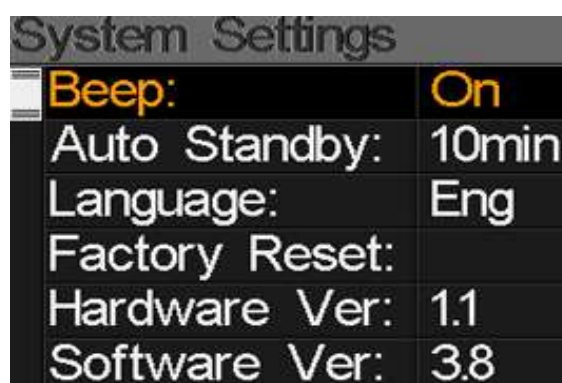 System Settings
Beep: On
Auto Standby: 10min
Language: Eng
Factory Reset:
Hardware Ver: 1.1
Software Ver: 3.8